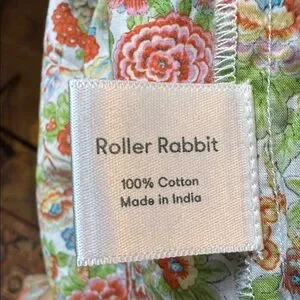 Roller Rabbit
100% Cotton
Made in India